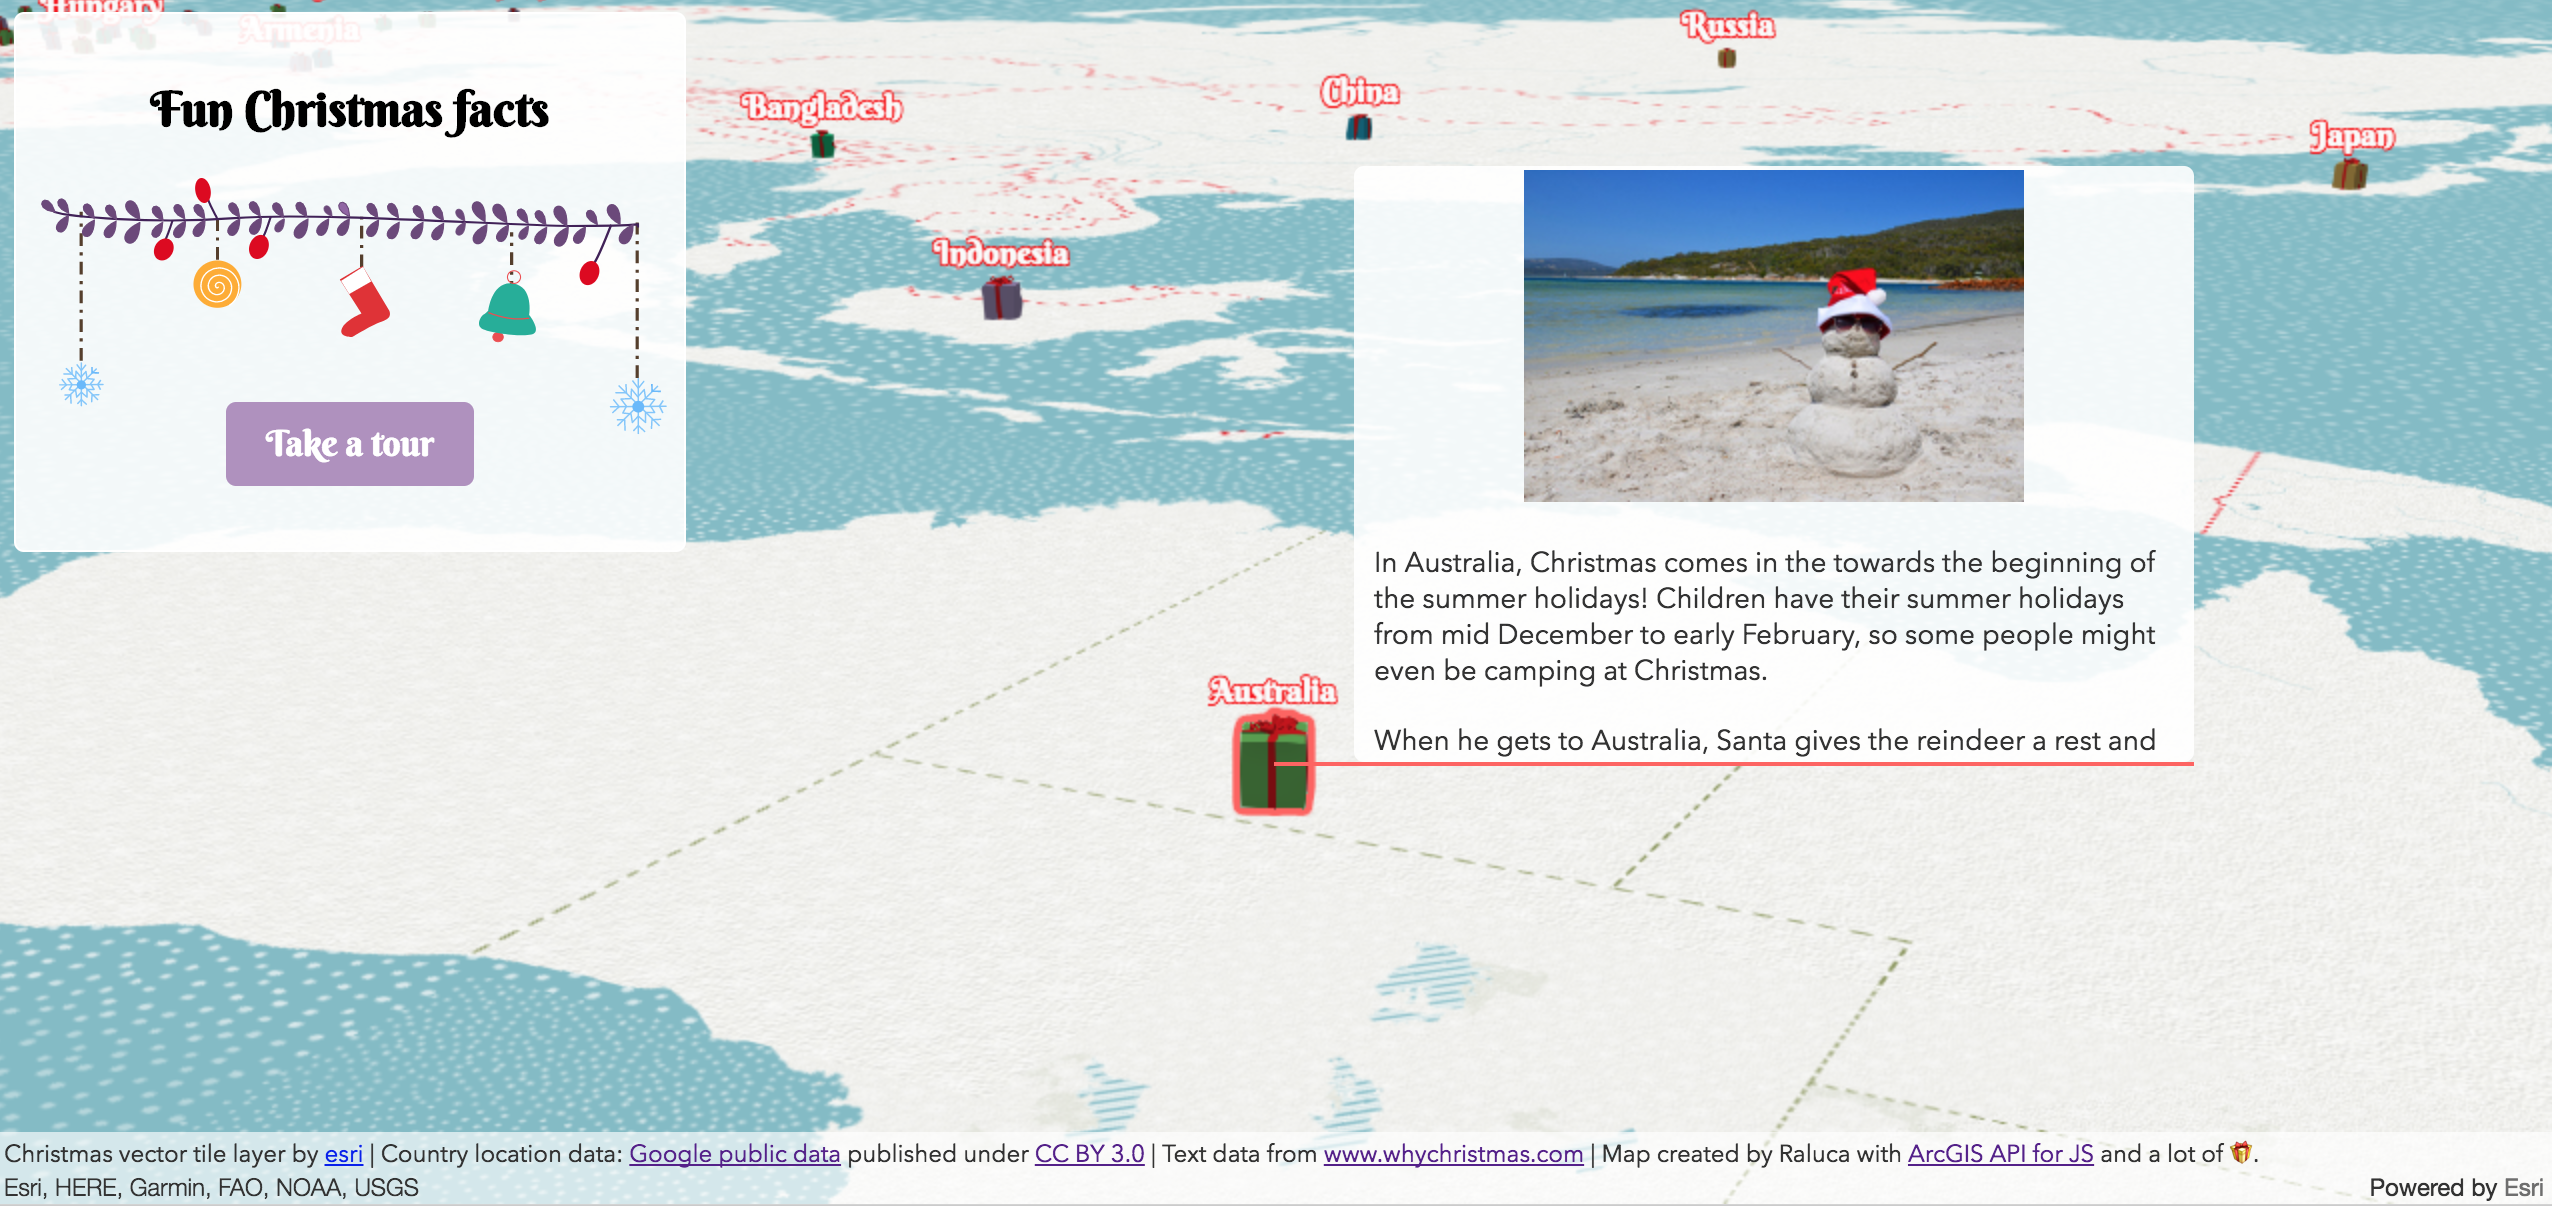 Hungary
Armenia
Russia
China
Bangladesh
Japan
Indonesia
Fun Christmas facts
Take a tour
In Australia, Christmas comes in the towards the beginning of
the summer holidays! Children have their summer holidays
from mid December to early February, so some people might
even be camping at Christmas.
When he gets to Australia, Santa gives the reindeer a rest and
Australia
Christmas vector tile layer by esri | Country location data: Google public data published under CC BY 3.0 | Text data from www.whychristmas.com | Map created by Raluca with ArcGIS API for JS and a lot of 🎁.
Esri, HERE, Garmin, FAO, NOAA, USGS
Powered by Esri